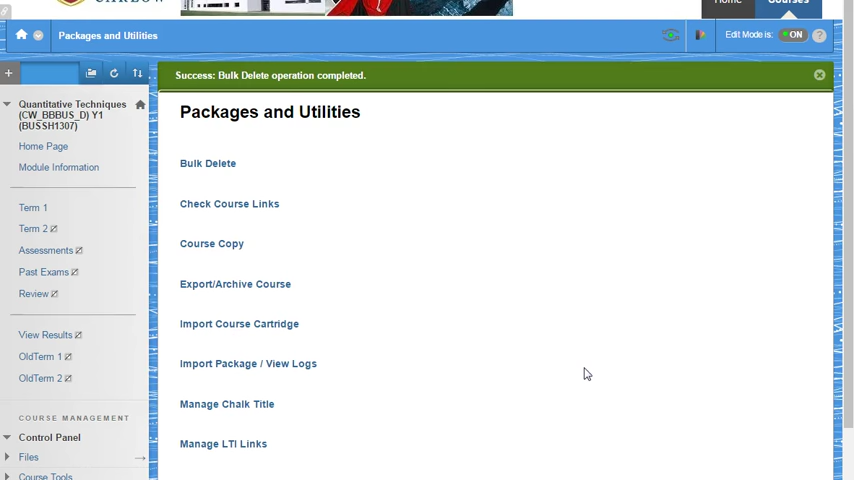 Home
Courses
Packages and Utilities
Edit Mode is:
ON
?
Success: Bulk Delete operation completed.
Quantitative Techniques
(CW_BBBUS_D) Y1
(BUSSH1307)
Home Page
Module Information
Term 1
Term 2
Assessments
Past Exams
Review
View Results
OldTerm 1
OldTerm 2
COURSE MANAGEMENT
Control Panel
Files
Course Tools
Packages and Utilities
Bulk Delete
Check Course Links
Course Copy
Export/Archive Course
Import Course Cartridge
Import Package / View Logs
Manage Chalk Title
Manage LTI Links